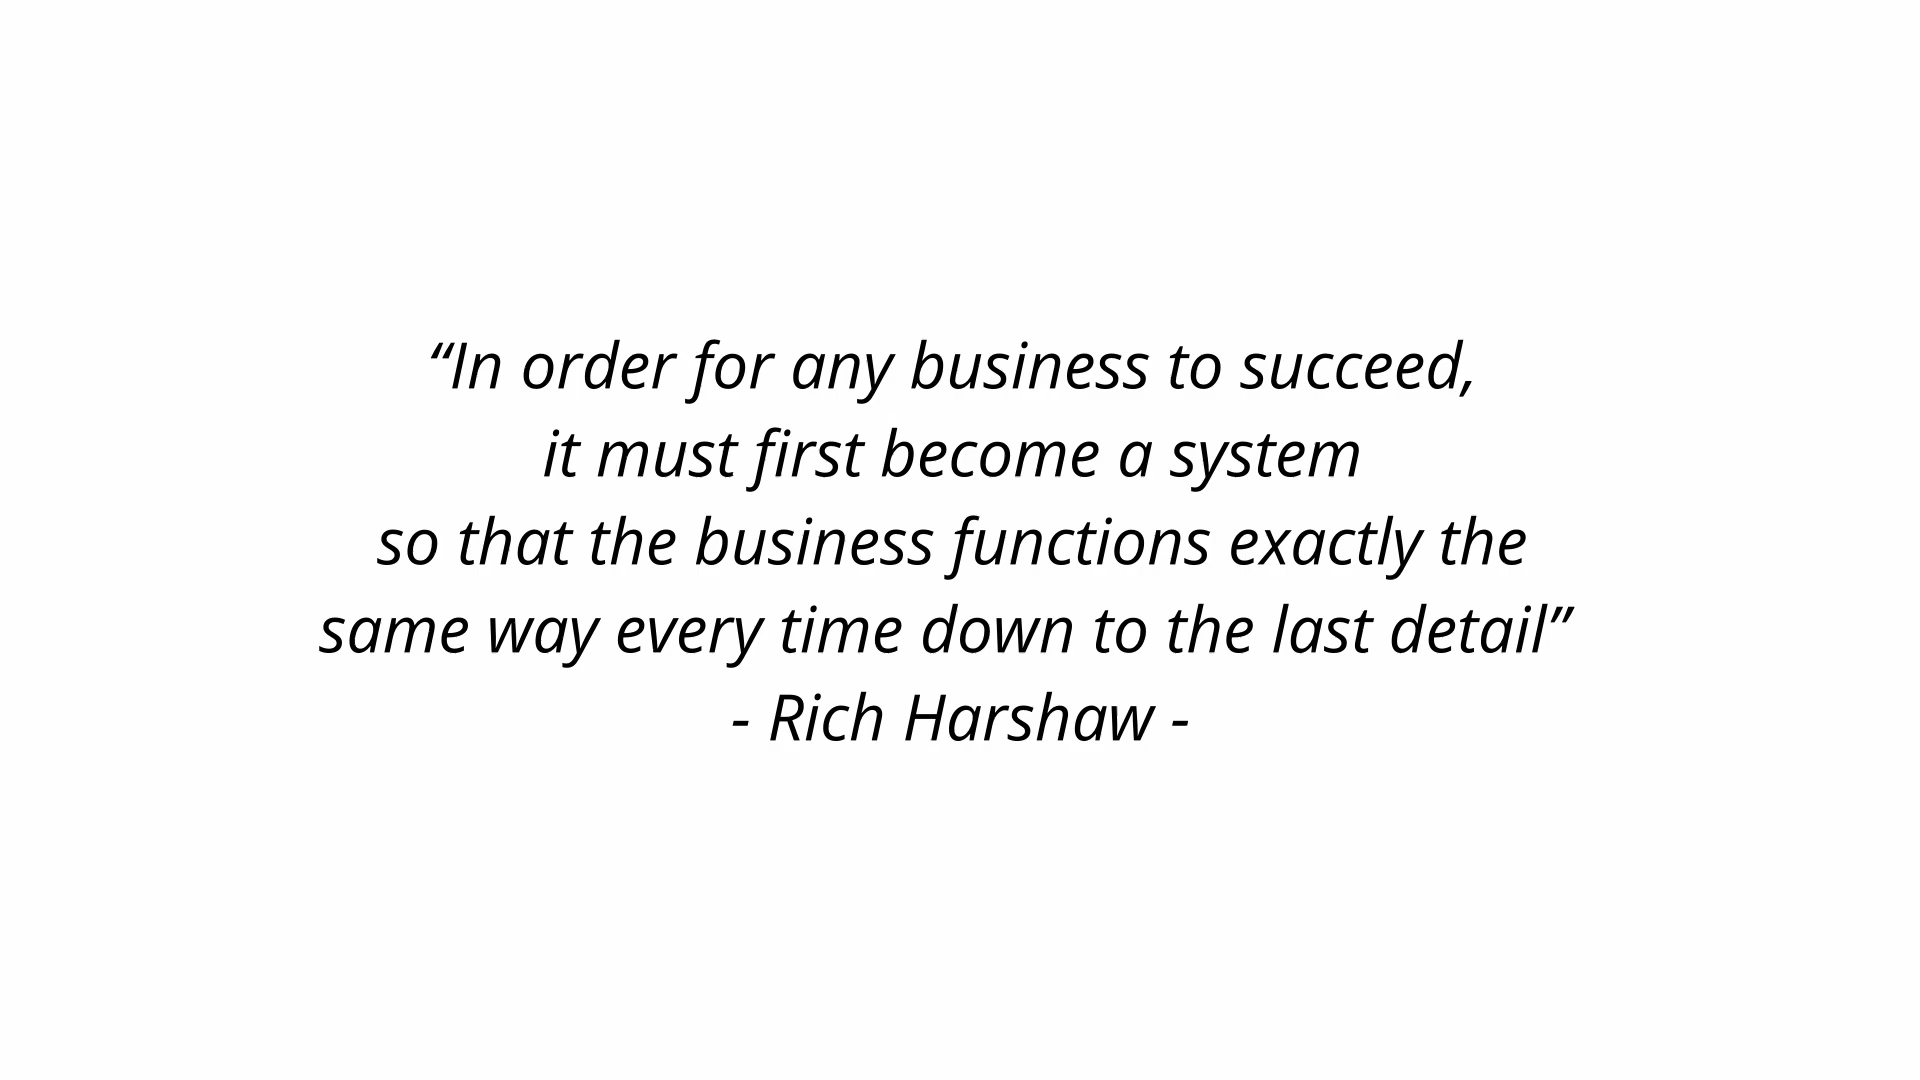 “In order for any business to succeed,
it must first become a system
so that the business functions exactly the
same way every time down to the last detail”
- Rich Harshaw -